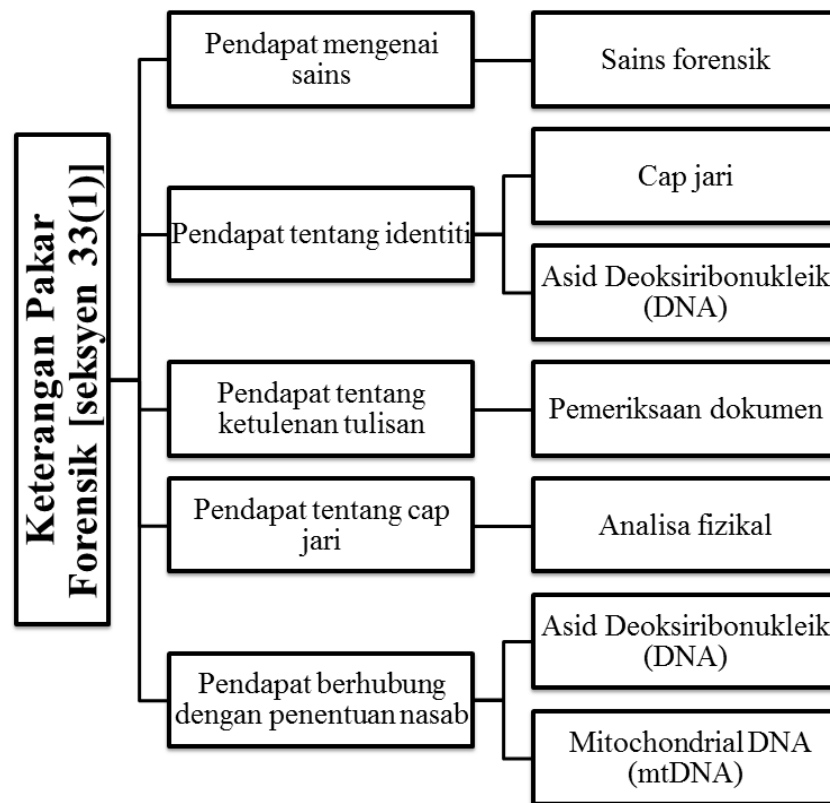 Keterangan Pakar
Forensik [seksyen 33(1)]
Pendapat mengenai
sains
Sains forensik
Pendapat tentang identiti
Cap jari
Asid Deoksiribonukleik
(DNA)
Pendapat tentang
ketulenan tulisan
Pemeriksaan dokumen
Pendapat tentang cap
jari
Analisa fizikal
Pendapat berhubung
dengan penentuan nasab
Asid Deoksiribonukleik
(DNA)
Mitochondrial DNA
(mtDNA)